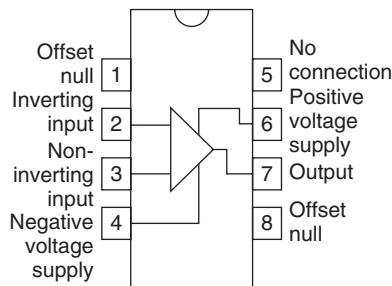 Offset
null
1
Inverting
input
2
Non-
inverting
input
3
Negative
voltage
supply
4
No
connection
5
Positive
voltage
supply
6
Output
7
Offset
null
8